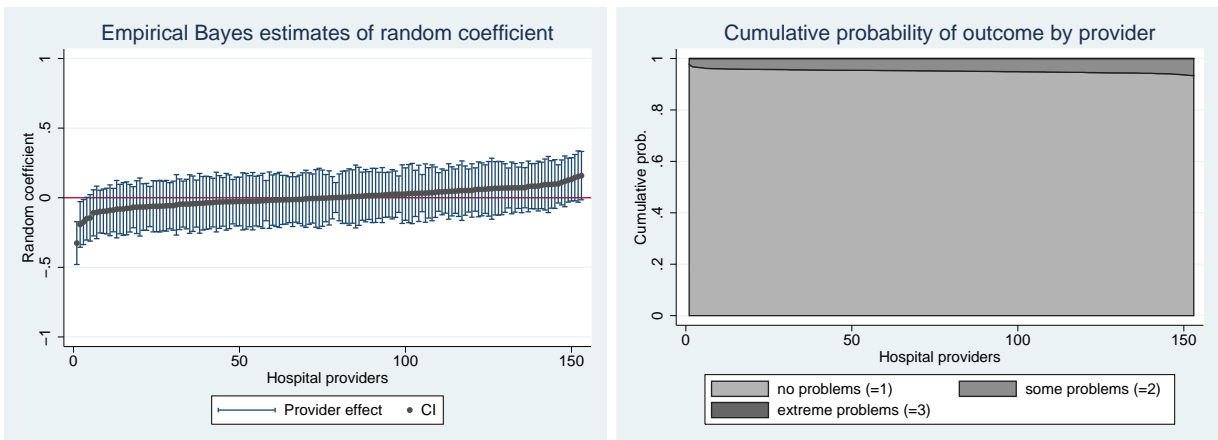 Empirical Bayes estimates of random coefficient
Random coefficient
1
.5
0
-.5
-1
0 50 100 150
Hospital providers
Provider effect CI
Cumulative probability of outcome by provider
Cumulative prob.
1
.8
.6
.4
.2
0
0 50 100 150
Hospital providers
no problems (=1) some problems (=2)
extreme problems (=3)